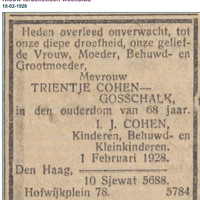 10-02-1928
Heden overleed onverwacht, tot
onze diepe droefheid, onze gelief-
de Vrouw, Moeder, Behuwd- en
Grootmoeder,
Mevrouw
TRIENTJE COHEN—
GOSSCHALK,
in den ouderdom van 68 jaar.
I. J. COHEN,
Kinderen, Behuwd- en
Kleinkinderen.
1 Februari 1928.
Den Haag,
10 Sjewat 5688.
Hofwijkplein 78. 5784